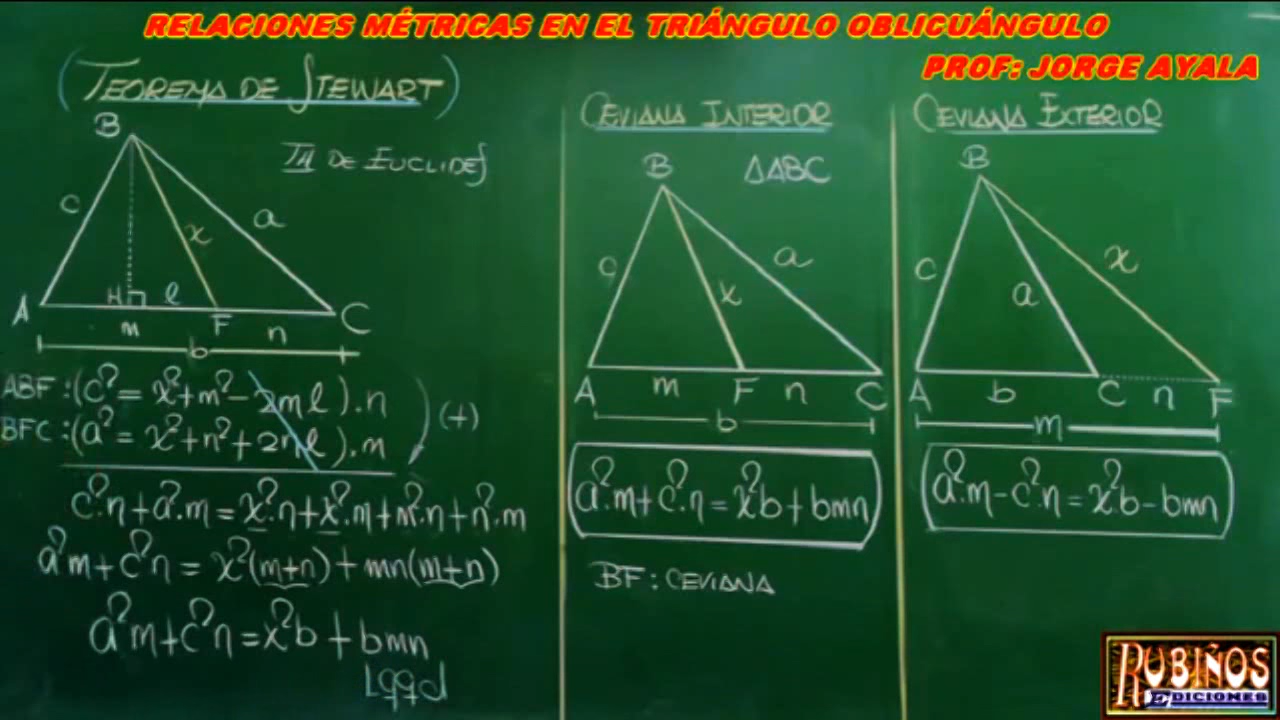 RELACIONES MÉTRICAS EN EL TRIÁNGULO OBLICUÁNGULO
PROF: JORGE AYALA
(TEOREMA DE STEWART)
B
TH DE EUCLIDES
c
x
a
A
H
l
C
m
F
n
b
ABF: (c² = x² + m² - 2ml).n
BFC: (a² = x² + n² + 2nl).m
(+)
c².n + a².m = x².n + x².m + m².n + n².m
a²m + c²n = x²(m+n) + mn(m+n)
a²m + c²n = x²b + bmn
Lqqd
CEVIANA INTERIOR
B
ΔABC
c
a
x
A
m
F
n
C
b
a².m + c².n = x²b + bmn
BF: CEVIANA
CEVIANA EXTERIOR
B
c
a
x
A
b
C
n
F
m
a².m - c².n = x².b - bmn
RUBIÑOS
EDICIONES